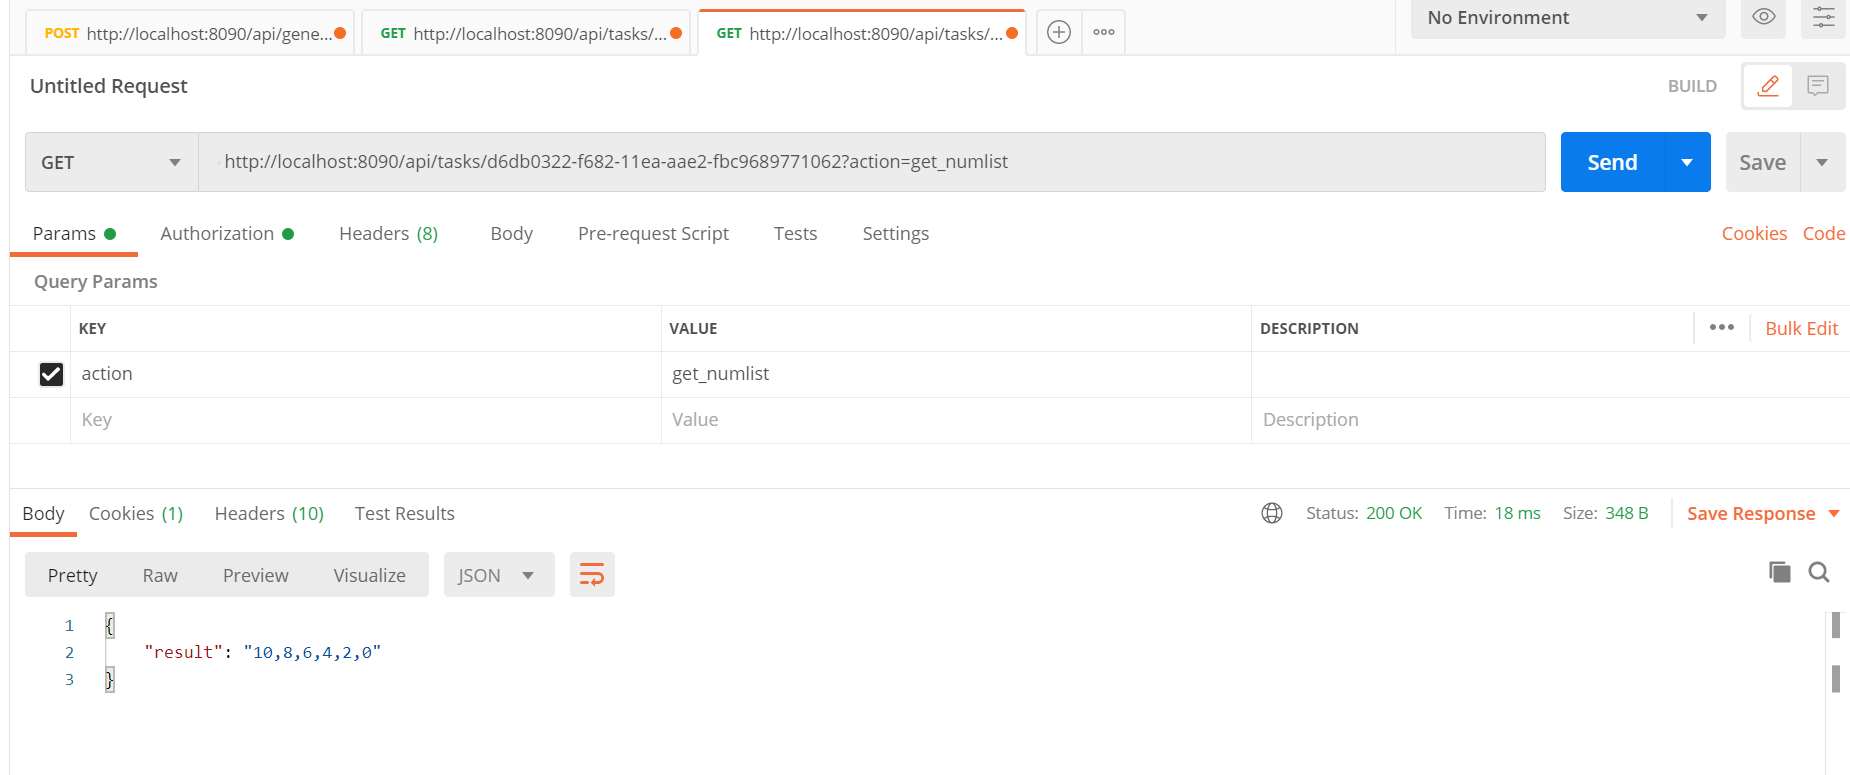 POST http://localhost:8090/api/gene...
GET http://localhost:8090/api/tasks/...
GET http://localhost:8090/api/tasks/...
No Environment
Untitled Request
BUILD
GET http://localhost:8090/api/tasks/d6db0322-f682-11ea-aae2-fbc9689771062?action=get_numlist Send Save
Params Authorization Headers (8) Body Pre-request Script Tests Settings Cookies Code
Query Params
KEY VALUE DESCRIPTION Bulk Edit
action get_numlist
Key Value Description
Body Cookies (1) Headers (10) Test Results Status: 200 OK Time: 18 ms Size: 348 B Save Response
Pretty Raw Preview Visualize JSON
1 {
2 "result": "10,8,6,4,2,0"
3 }